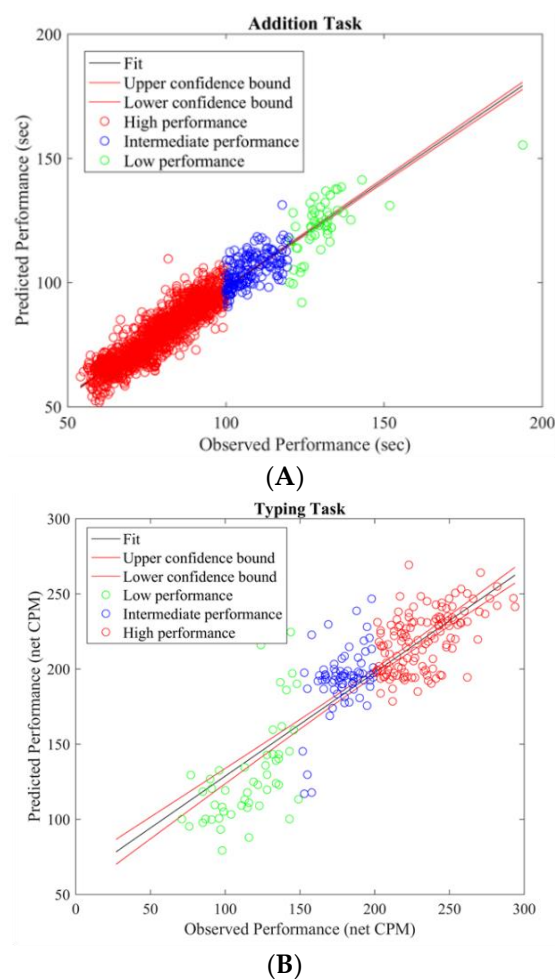 Addition Task
200
150
100
50
50
100
150
200
Predicted Performance (sec)
Observed Performance (sec)
Fit
Upper confidence bound
Lower confidence bound
High performance
Intermediate performance
Low performance
(A)
Typing Task
300
250
200
150
100
50
0
50
100
150
200
250
300
Predicted Performance (net CPM)
Observed Performance (net CPM)
Fit
Upper confidence bound
Lower confidence bound
Low performance
Intermediate performance
High performance
(B)